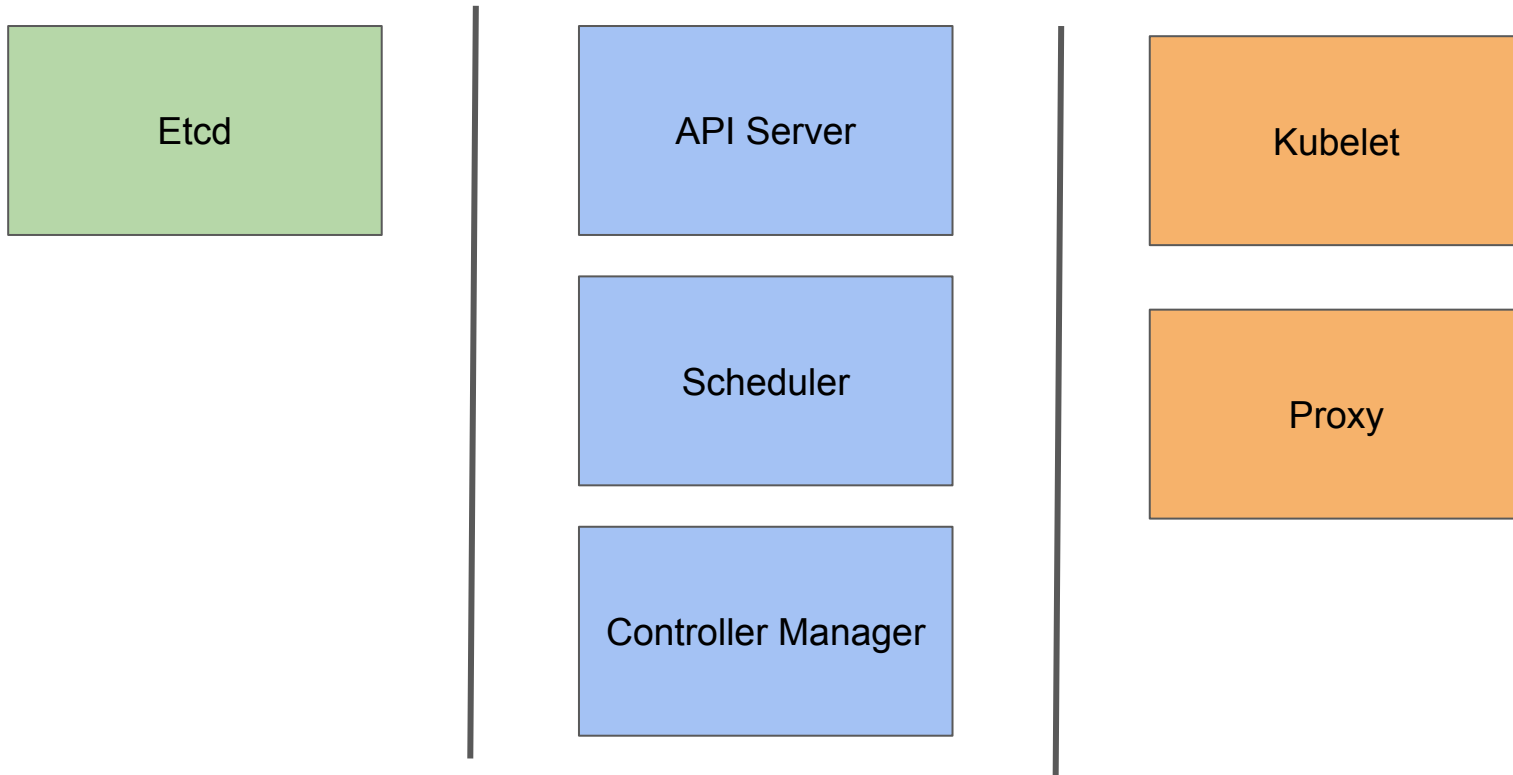 Etcd
API Server
Scheduler
Controller Manager
Kubelet
Proxy